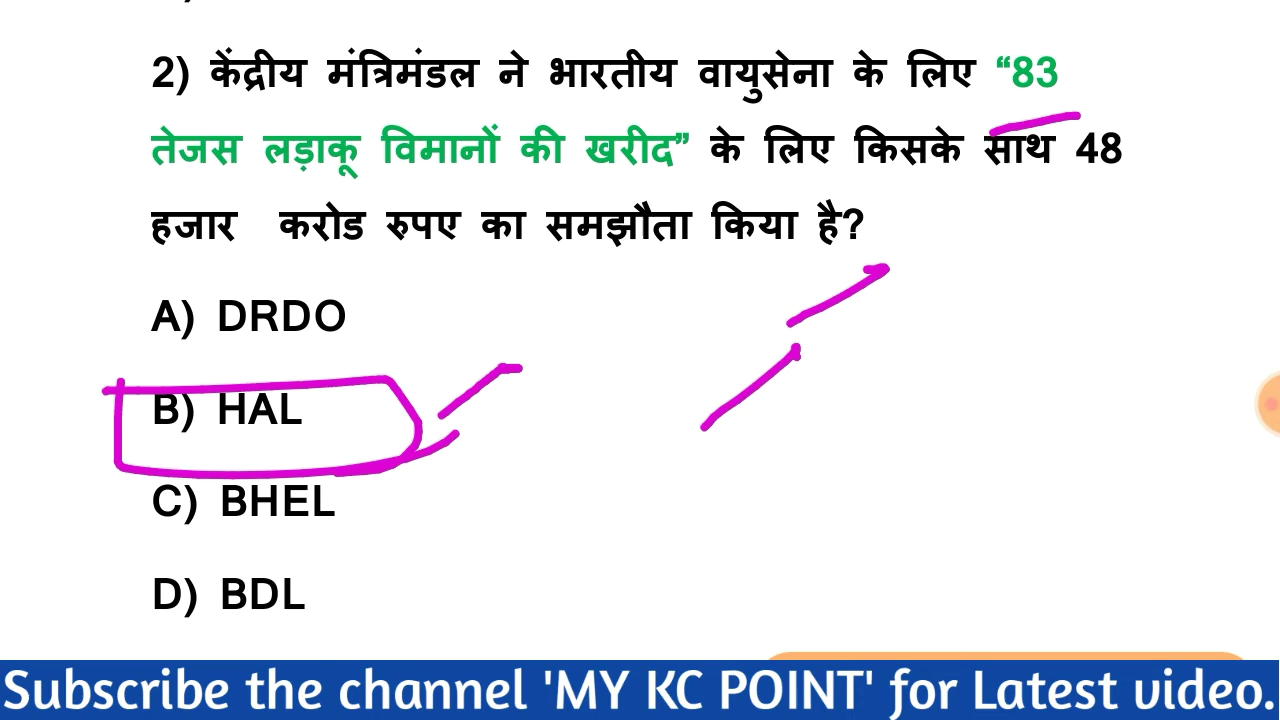 2) केंद्रीय मंत्रिमंडल ने भारतीय वायुसेना के लिए “83
तेजस लड़ाकू विमानों की खरीद” के लिए किसके साथ 48
हजार करोड रुपए का समझौता किया है?
A) DRDO
B) HAL
C) BHEL
D) BDL
Subscribe the channel 'MY KC POINT' for Latest video.